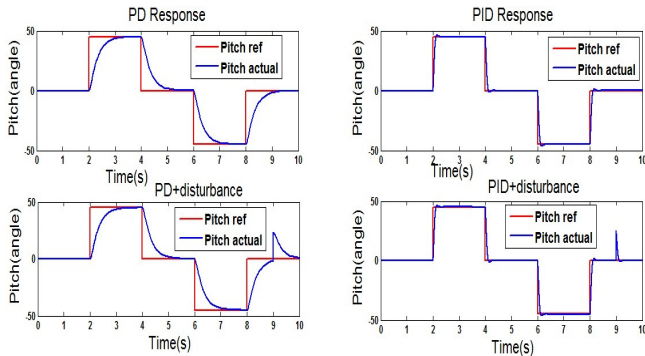 PD Response
Pitch(angle)
50
0
-50
Pitch ref
Pitch actual
0 1 2 3 4 5 6 7 8 9 10
Time(s)
PID Response
Pitch(angle)
50
0
-50
Pitch ref
Pitch actual
0 1 2 3 4 5 6 7 8 9 10
Time(s)
PD+disturbance
Pitch(angle)
50
0
-50
Pitch ref
Pitch actual
0 1 2 3 4 5 6 7 8 9 10
Time(s)
PID+disturbance
Pitch(angle)
50
0
-50
Pitch ref
Pitch actual
0 1 2 3 4 5 6 7 8 9 10
Time(s)